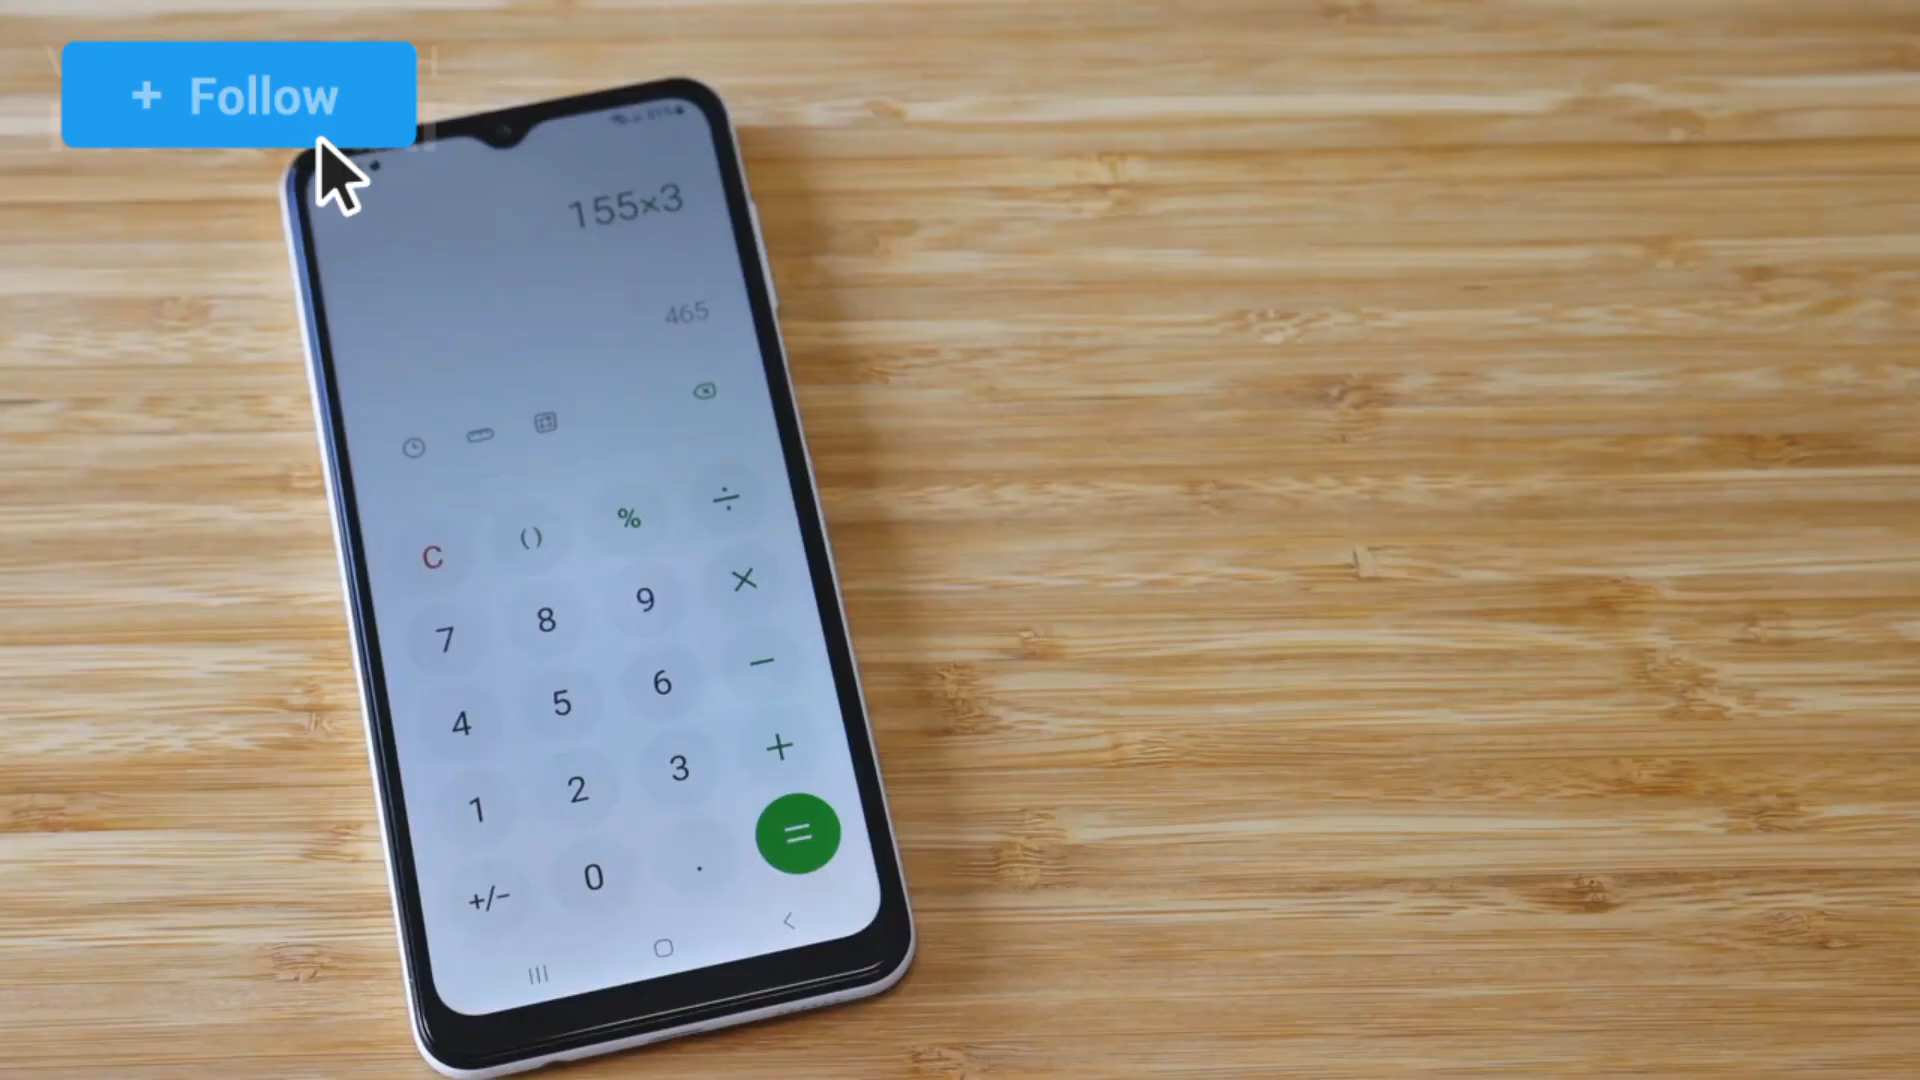 + Follow
155×3
465
C () % ÷
7 8 9 ×
4 5 6 −
1 2 3 +
+/− 0 . =